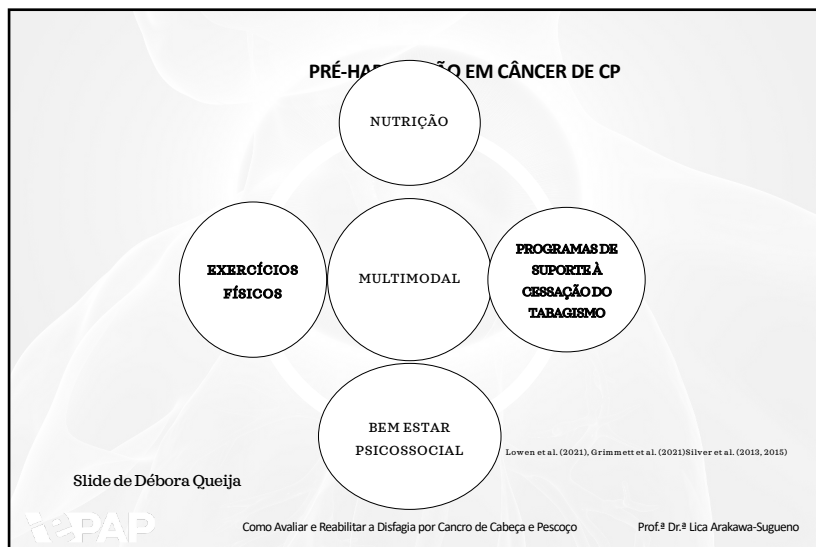 PRÉ-HAB ÃO EM CÂNCER DE CP
NUTRIÇÃO
EXERCÍCIOS
FÍSICOS
MULTIMODAL
PROGRAMAS DE
SUPORTE À
CESSAÇÃO DO
TABAGISMO
BEM ESTAR
PSICOSSOCIAL
Lowen et al. (2021), Grimmett et al. (2021)Silver et al. (2013, 2015)
Slide de Débora Queija
EPAP
Como Avaliar e Reabilitar a Disfagia por Cancro de Cabeça e Pescoço
Prof.ª Dr.ª Lica Arakawa-Sugueno